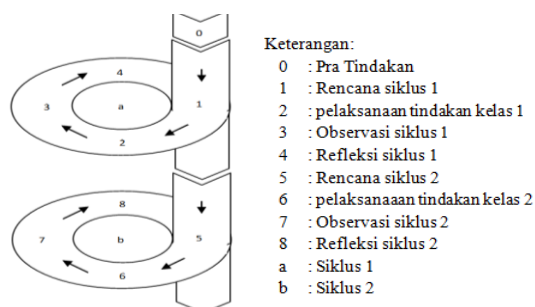 0
4
3
a
1
2
8
7
b
5
6
Keterangan:
0 : Pra Tindakan
1 : Rencana siklus 1
2 : pelaksanaan tindakan kelas 1
3 : Observasi siklus 1
4 : Refleksi siklus 1
5 : Rencana siklus 2
6 : pelaksanaaan tindakan kelas 2
7 : Observasi siklus 2
8 : Refleksi siklus 2
a : Siklus 1
b : Siklus 2